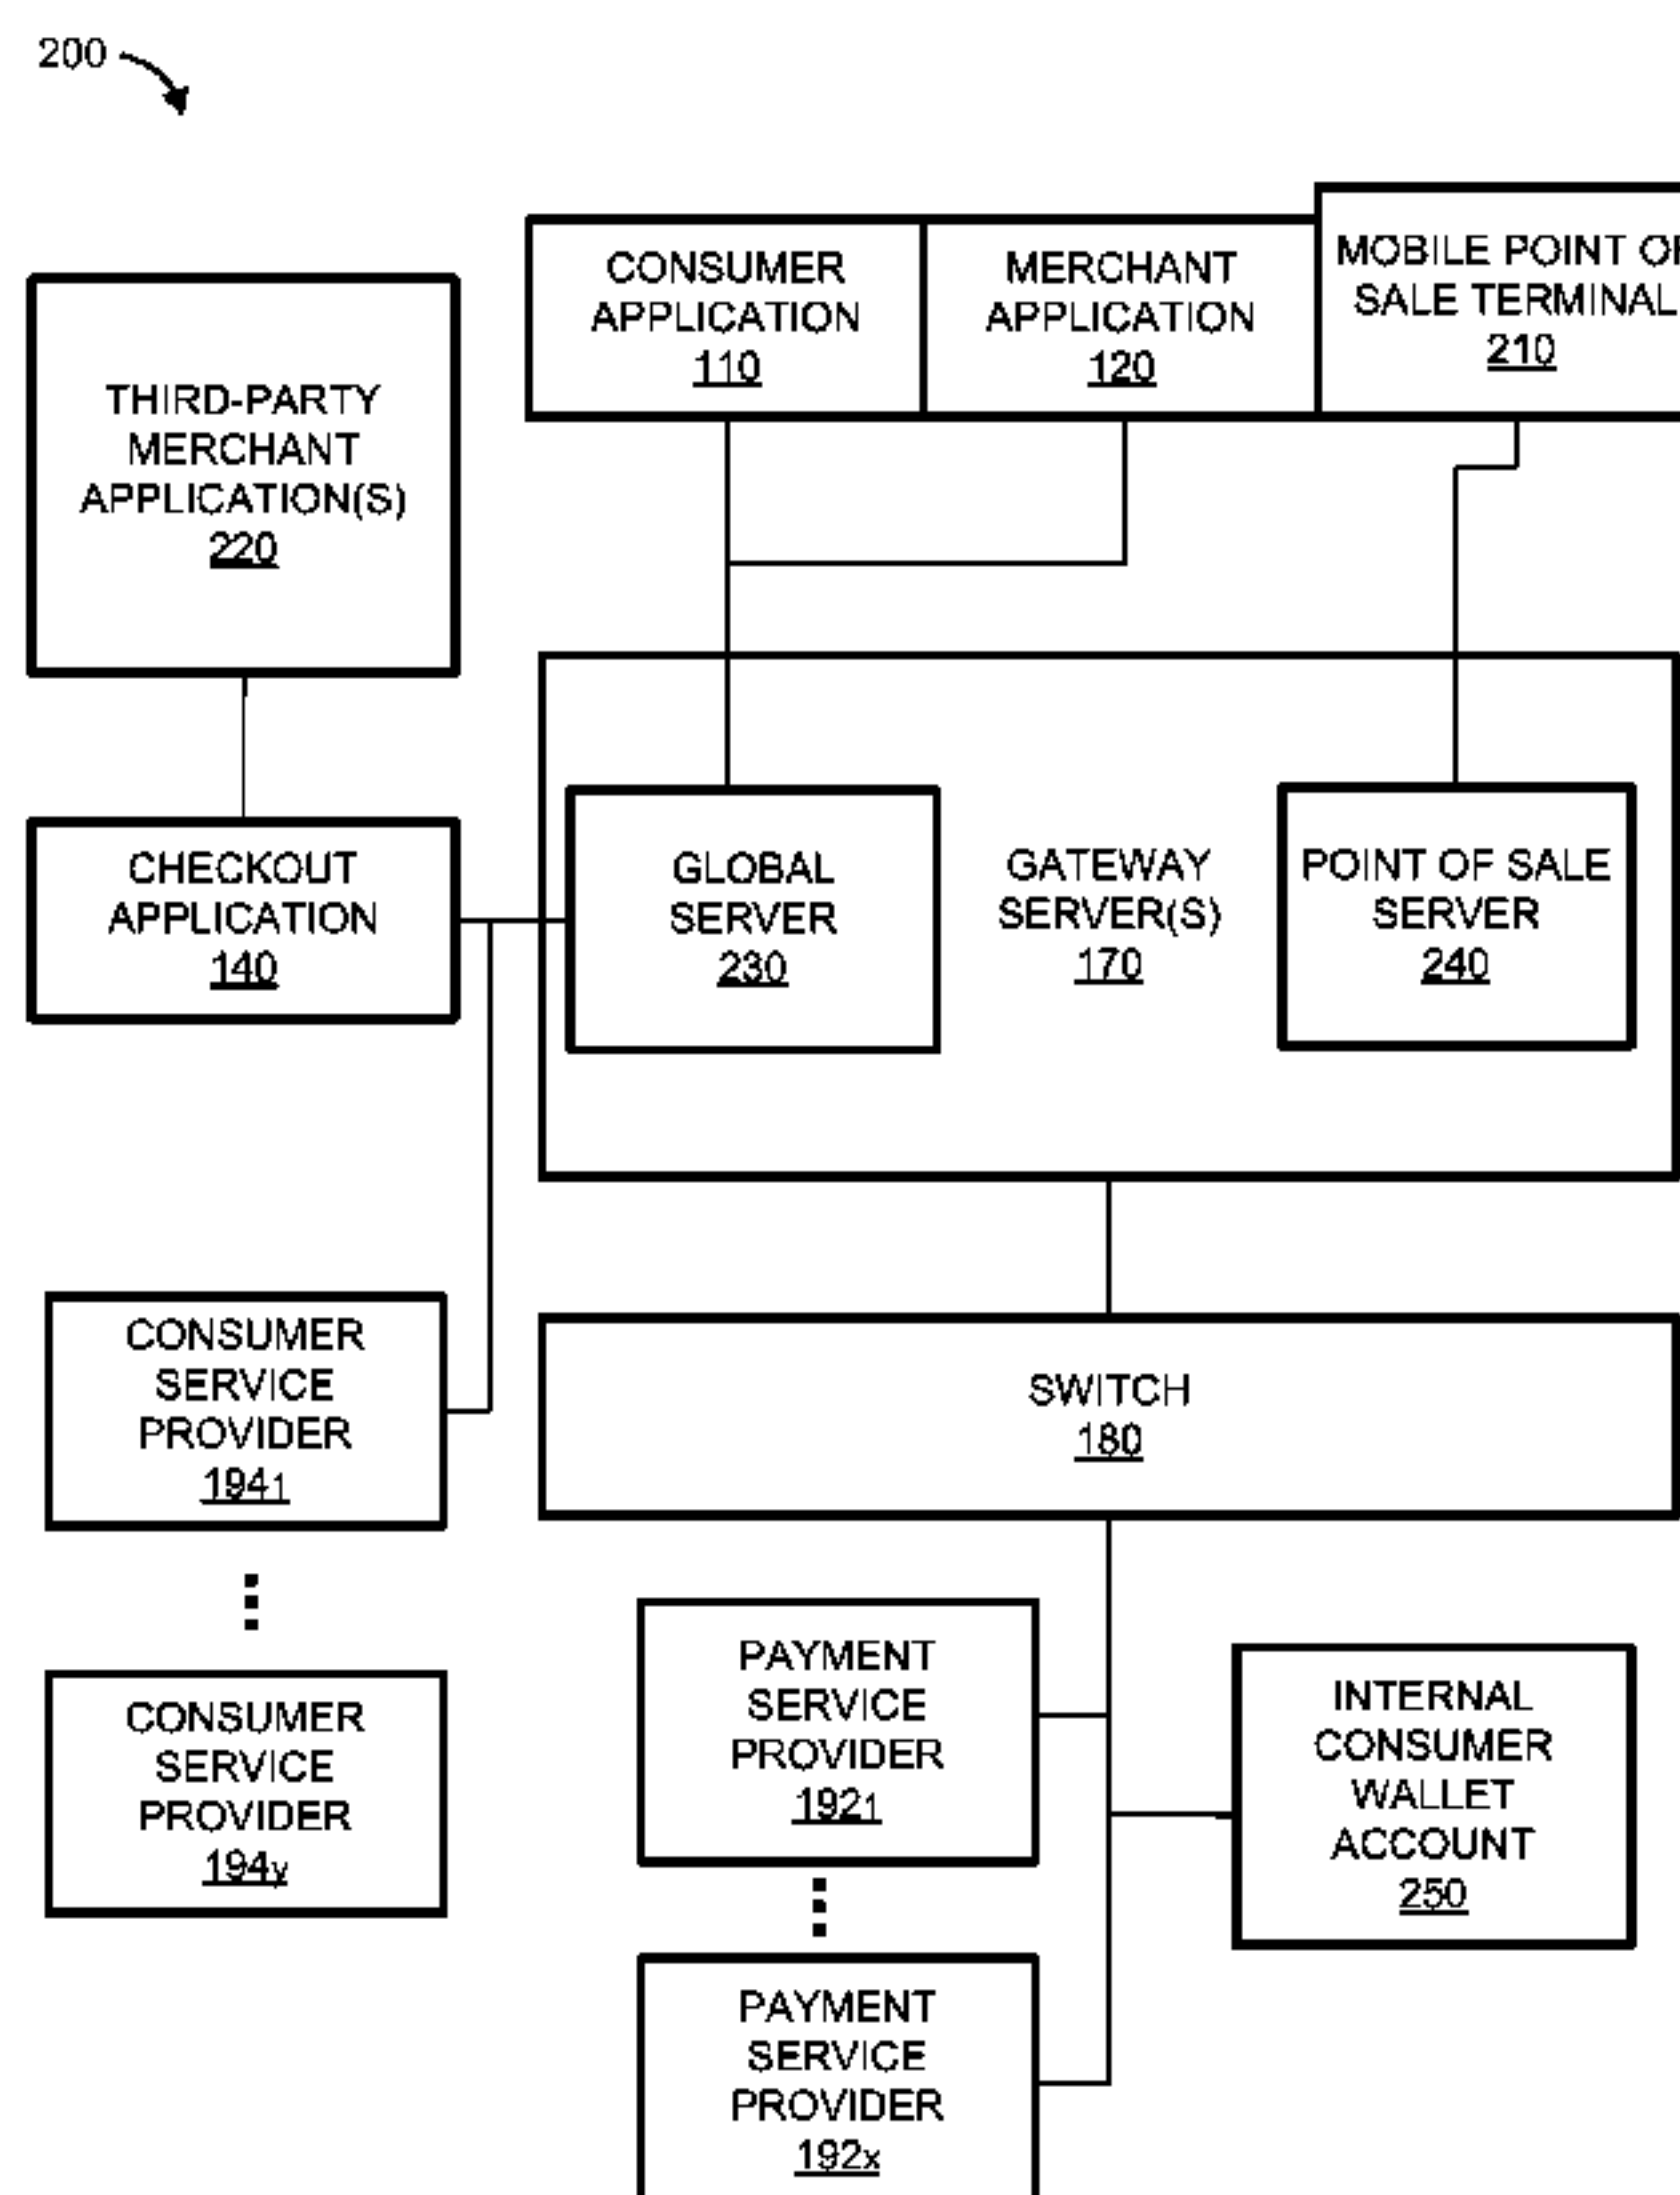 200
CONSUMER
APPLICATION
110
MERCHANT
APPLICATION
120
MOBILE POINT OF
SALE TERMINAL
210
THIRD-PARTY
MERCHANT
APPLICATION(S)
220
CHECKOUT
APPLICATION
140
GLOBAL
SERVER
230
GATEWAY
SERVER(S)
170
POINT OF SALE
SERVER
240
CONSUMER
SERVICE
PROVIDER
1941
SWITCH
180
CONSUMER
SERVICE
PROVIDER
194y
PAYMENT
SERVICE
PROVIDER
1921
INTERNAL
CONSUMER
WALLET
ACCOUNT
250
PAYMENT
SERVICE
PROVIDER
192x